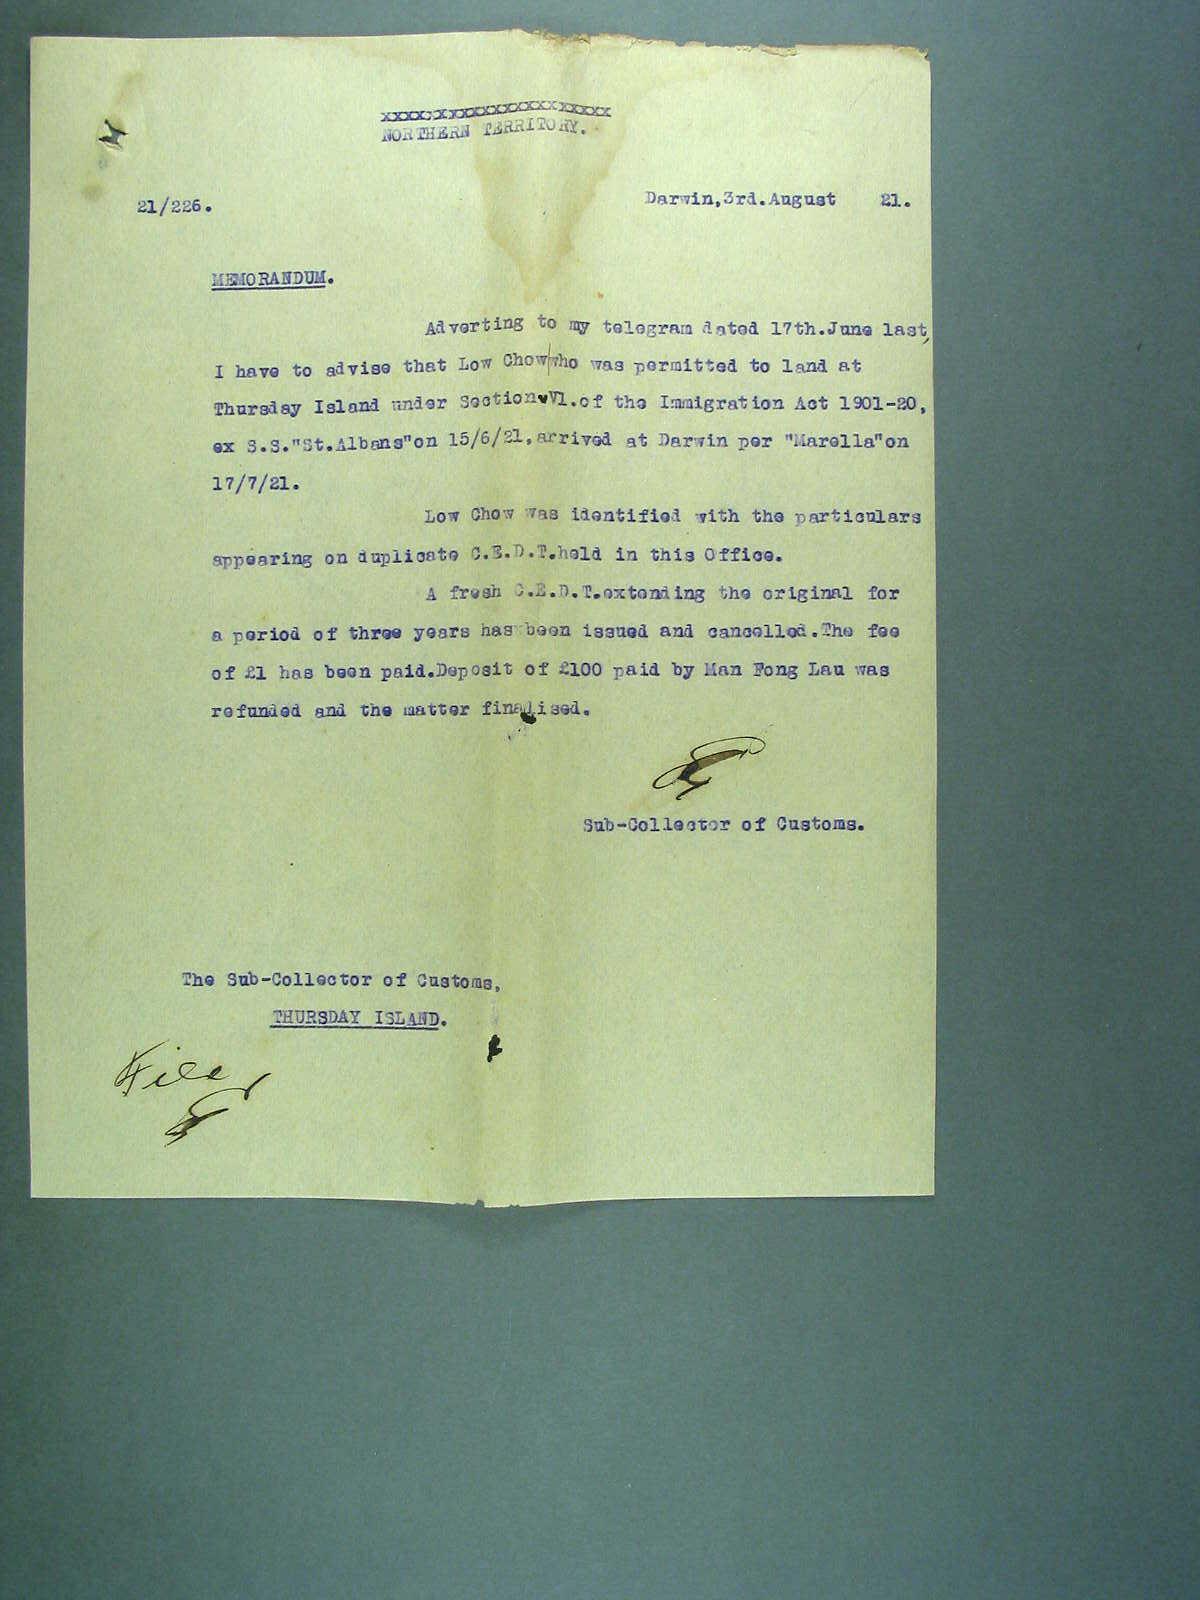 XXXXXXXXXXXXXXXXXXXXXX
NORTHERN TERRITORY.
21/226.
Darwin,3rd.August 21.
MEMORANDUM.
Adverting to my telegram dated 17th.June last,
I have to advise that Low Chow who was permitted to land at
Thursday Island under Section V1.of the Immigration Act 1901-20,
ex S.S."St.Albans"on 15/6/21,arrived at Darwin per "Marella"on
17/7/21.
Low Chow was identified with the particulars
appearing on duplicate C.E.D.T.held in this Office.
A fresh C.E.D.T.extending the original for
a period of three years has been issued and cancelled.The fee
of £1 has been paid.Deposit of £100 paid by Man Fong Lau was
refunded and the matter finalised.
Sub-Collector of Customs.
The Sub-Collector of Customs,
THURSDAY ISLAND.
File